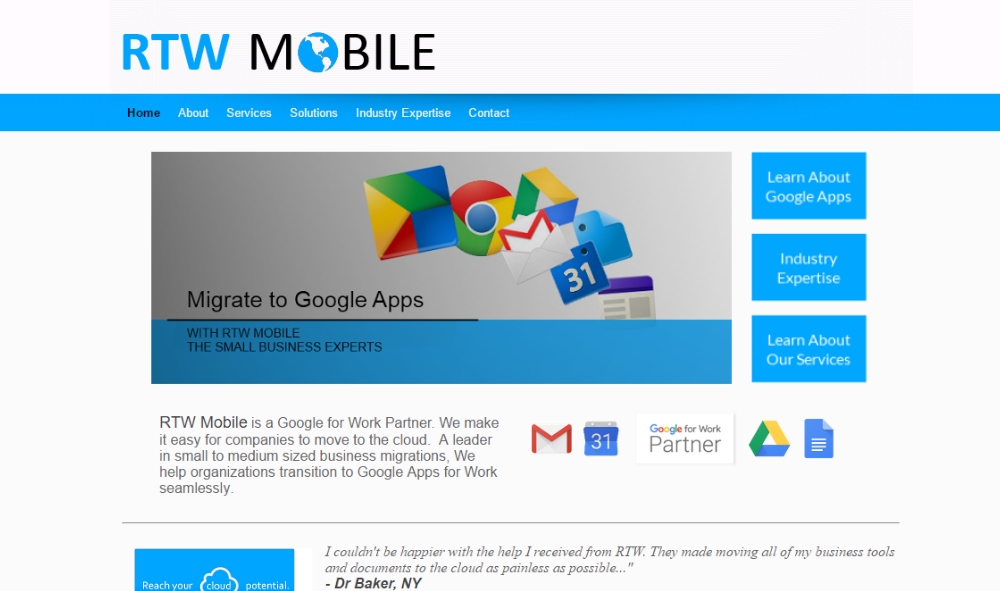 RTW MOBILE
Home About Services Solutions Industry Expertise Contact
Learn About
Google Apps
31
Migrate to Google Apps
WITH RTW MOBILE
THE SMALL BUSINESS EXPERTS
Industry
Expertise
Learn About
Our Services
RTW Mobile is a Google for Work Partner. We make
it easy for companies to move to the cloud. A leader
in small to medium sized business migrations, We
help organizations transition to Google Apps for Work
seamlessly.
31
Google for Work
Partner
Reach your cloud potential.
I couldn't be happier with the help I received from RTW. They made moving all of my business tools
and documents to the cloud as painless as possible..."
- Dr Baker, NY